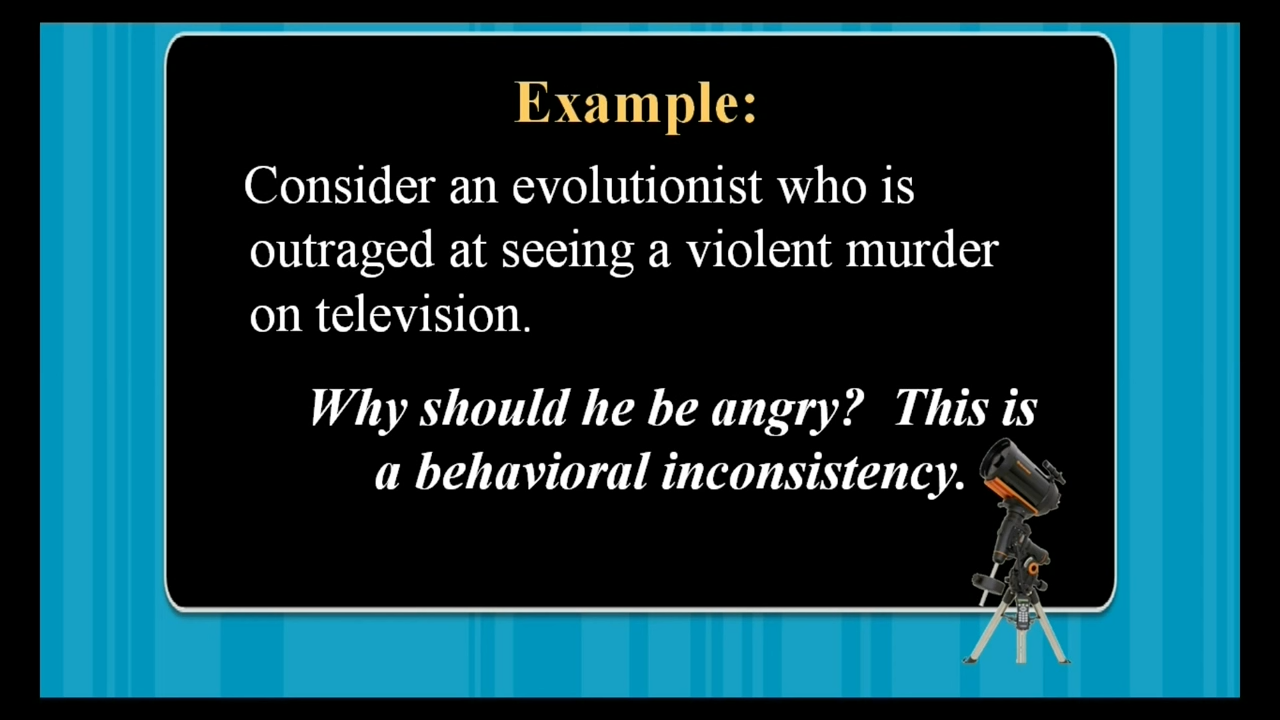 Example:
Consider an evolutionist who is
outraged at seeing a violent murder
on television.
Why should he be angry?  This is
a behavioral inconsistency.